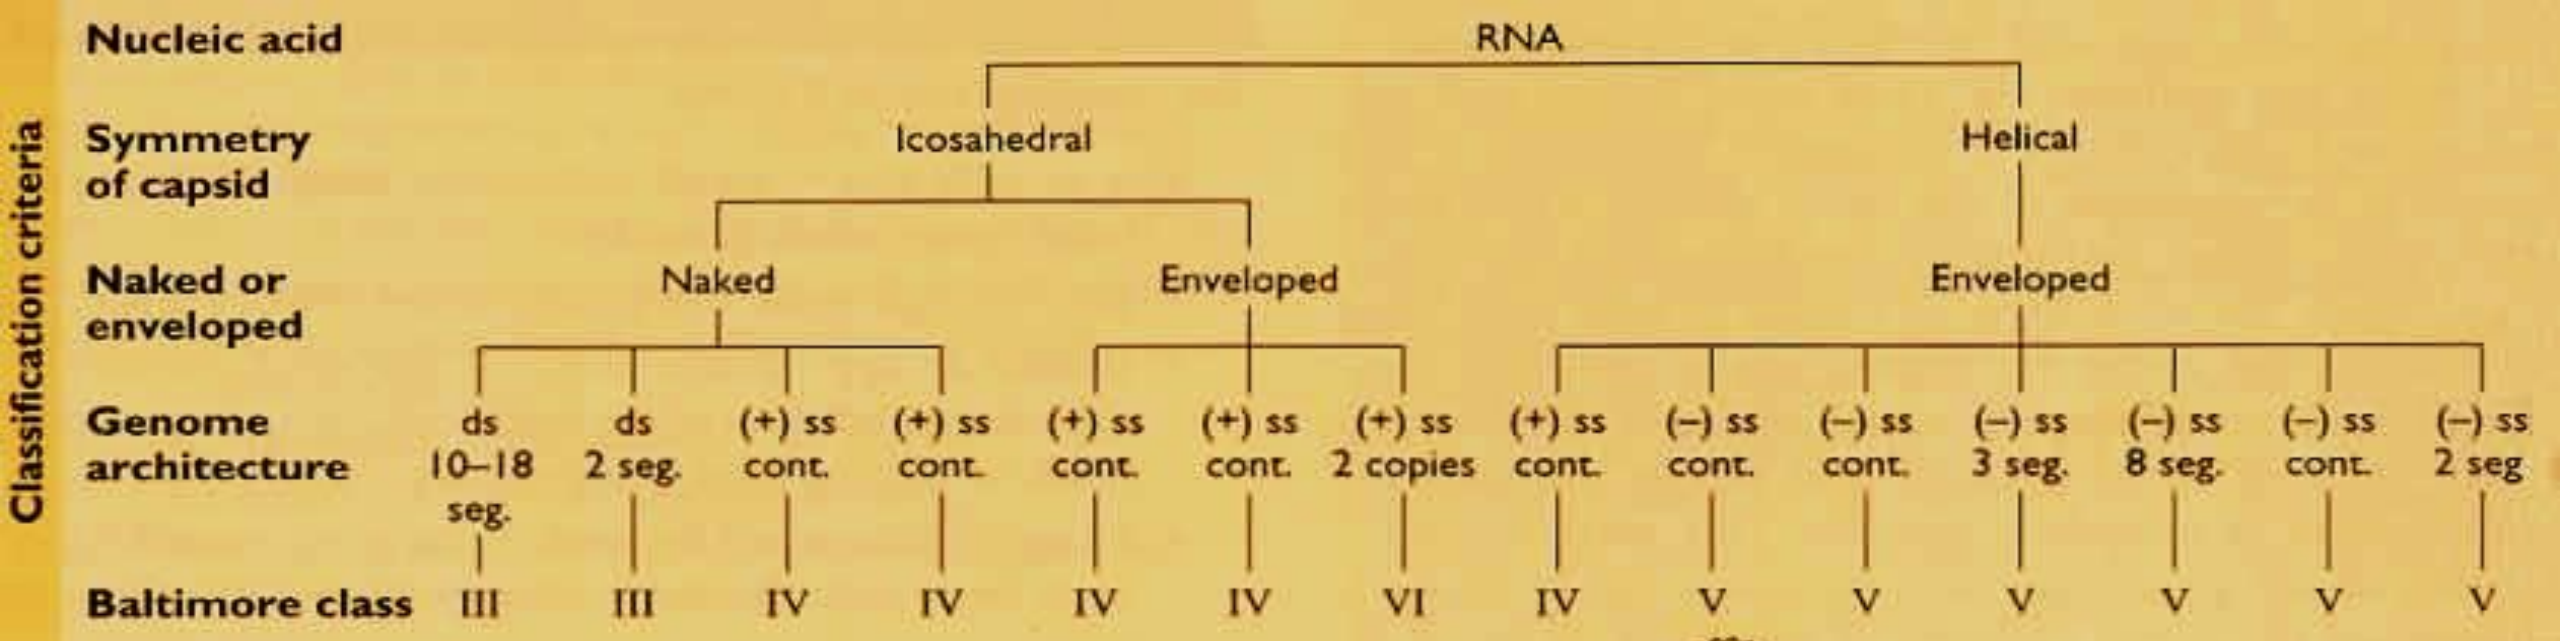 Classification criteria
Nucleic acid
RNA
Symmetry
of capsid
Icosahedral
Helical
Naked or
enveloped
Naked
Enveloped
Enveloped
Genome
architecture
ds
10–18
seg.
ds
2 seg.
(+) ss
cont.
(+) ss
cont.
(+) ss
cont.
(+) ss
cont.
(+) ss
2 copies
(+) ss
cont.
(–) ss
cont.
(–) ss
cont.
(–) ss
3 seg.
(–) ss
8 seg.
(–) ss
cont.
(–) ss
2 seg
Baltimore class
III
III
IV
IV
IV
IV
VI
IV
V
V
V
V
V
V